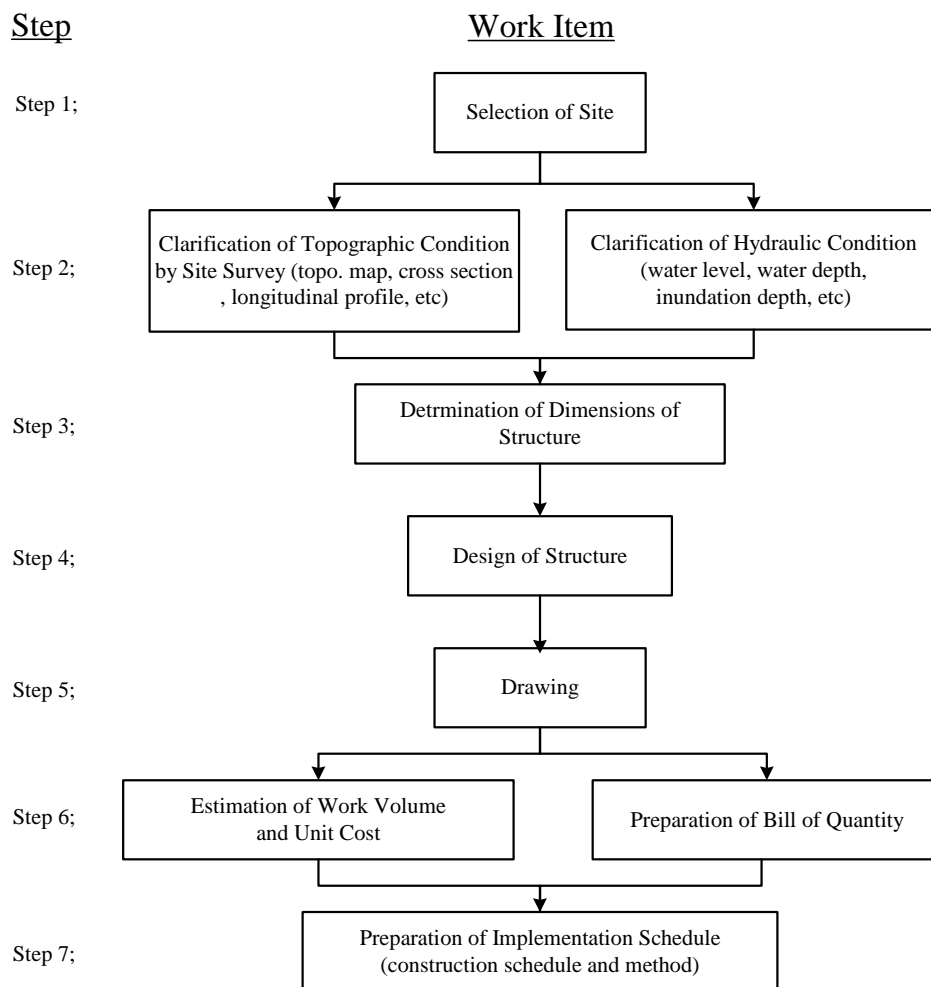 Step
Work Item
Step 1;
Selection of Site
Step 2;
Clarification of Topographic Condition
by Site Survey (topo. map, cross section
, longitudinal profile, etc)
Clarification of Hydraulic Condition
(water level, water depth,
inundation depth, etc)
Step 3;
Detrmination of Dimensions of
Structure
Step 4;
Design of Structure
Step 5;
Drawing
Step 6;
Estimation of Work Volume
and Unit Cost
Preparation of Bill of Quantity
Step 7;
Preparation of Implementation Schedule
(construction schedule and method)